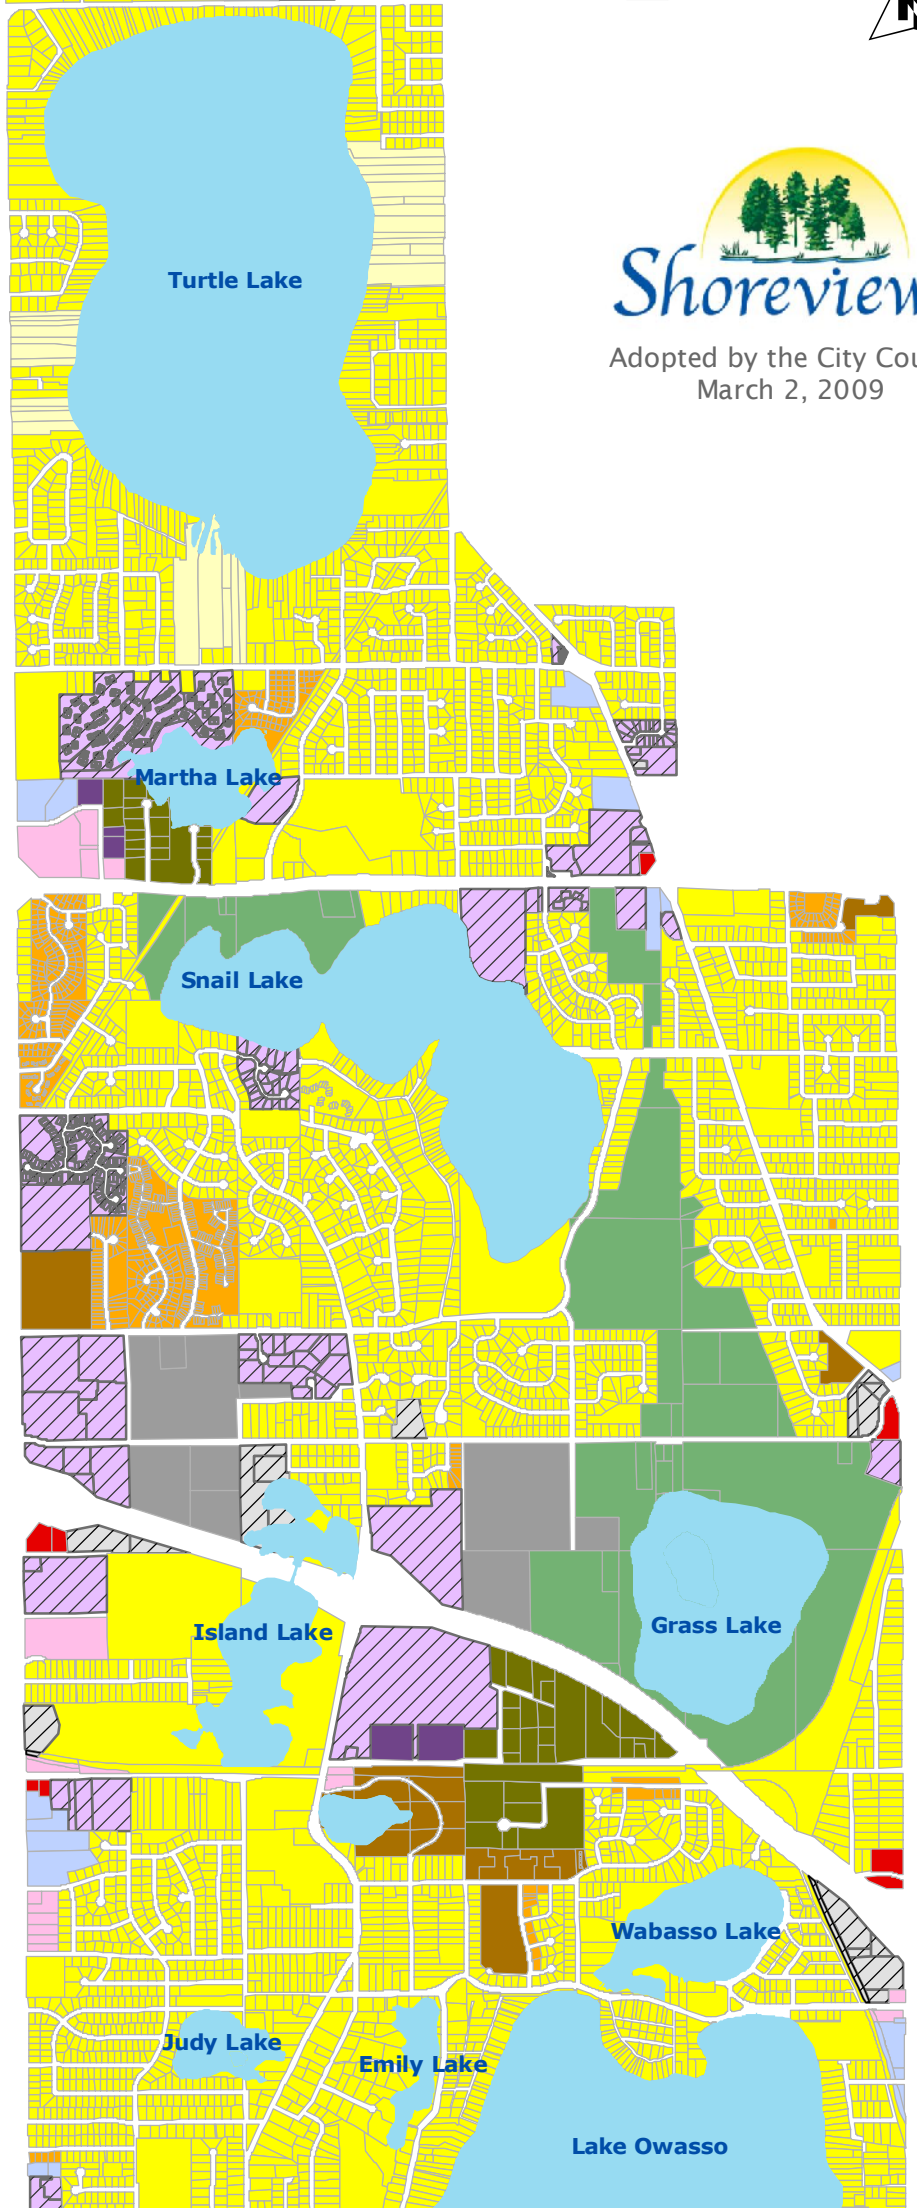 N
Turtle Lake
Shoreview
Adopted by the City Cou
March 2, 2009
Martha Lake
Snail Lake
Grass Lake
Island Lake
Wabasso Lake
Judy Lake
Emily Lake
Lake Owasso